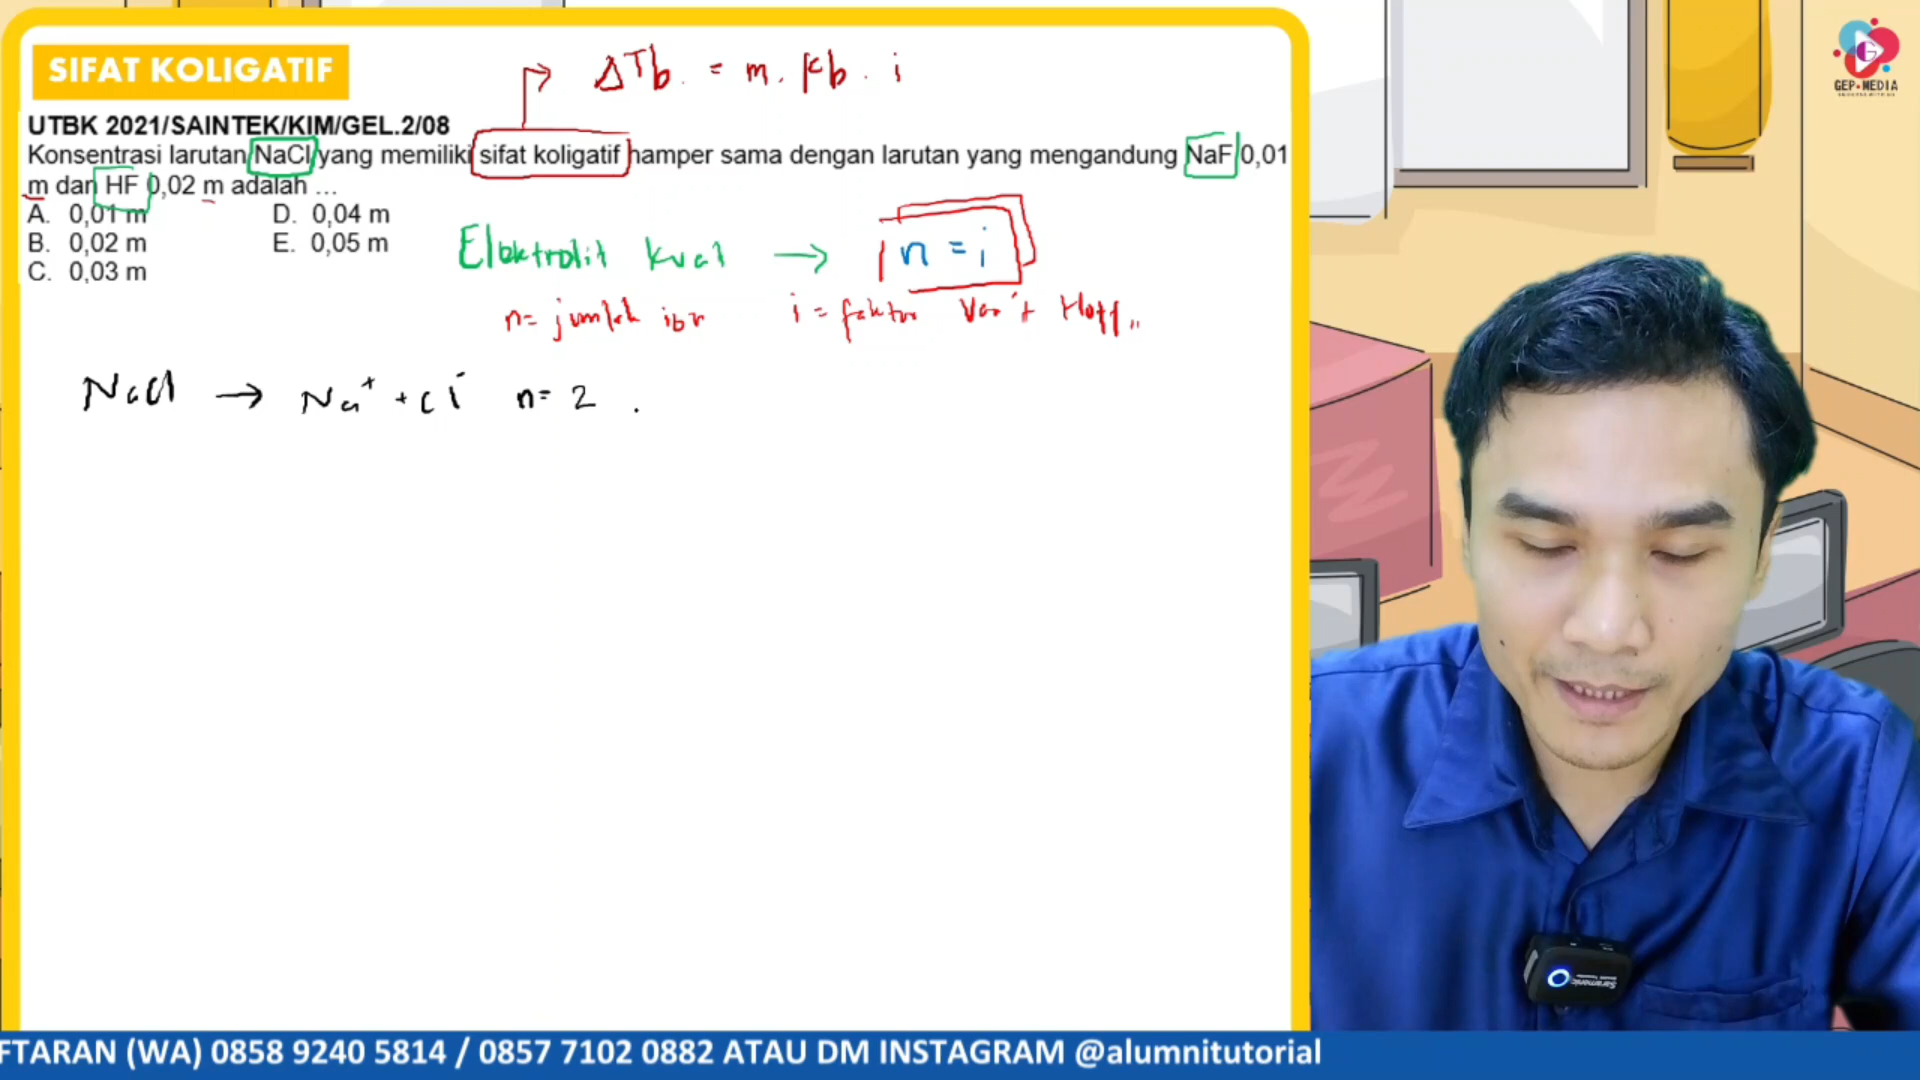 SIFAT KOLIGATIF
ΔTb = m . Kb . i
GEP MEDIA
UTBK 2021/SAINTEK/KIM/GEL.2/08
Konsentrasi larutan NaCl yang memiliki sifat koligatif hamper sama dengan larutan yang mengandung NaF 0,01
m dan HF 0,02 m adalah ...
A. 0,01 m
D. 0,04 m
B. 0,02 m
E. 0,05 m
C. 0,03 m
Elektrolit kuat → n = i
n = jumlah ion i = faktor Van't Hoff
NaCl → Na⁺ + Cl⁻ n = 2
Saramonic
FTARAN (WA) 0858 9240 5814 / 0857 7102 0882 ATAU DM INSTAGRAM @alumnitutorial